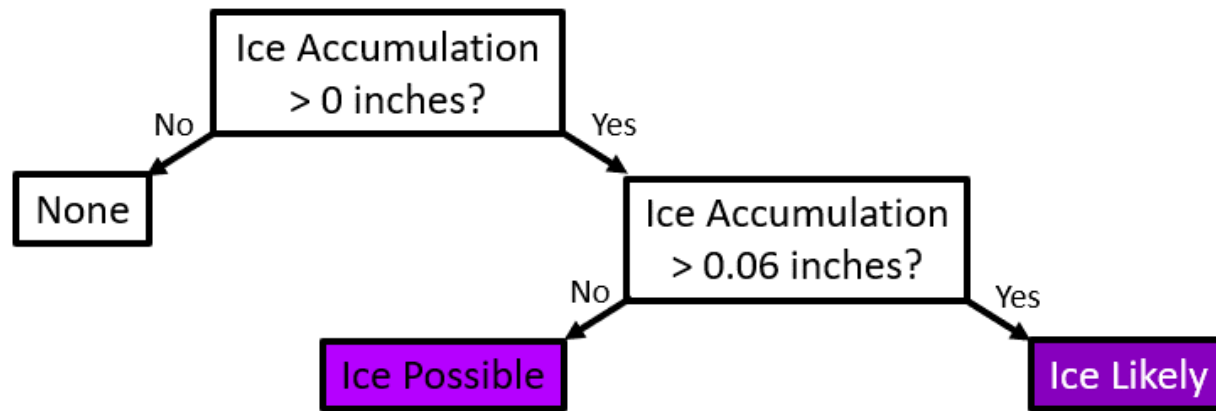 Ice Accumulation
> 0 inches?
No
Yes
None
Ice Accumulation
> 0.06 inches?
No
Yes
Ice Possible
Ice Likely